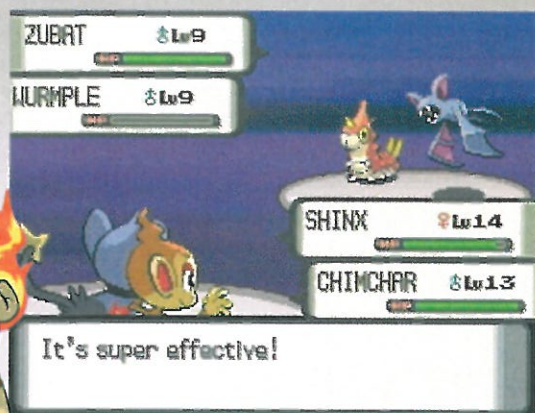 ZUBAT ♂Lv9
WURMPLE ♂Lv9
SHINX ♀Lv14
CHIMCHAR ♂Lv13
It's super effective!